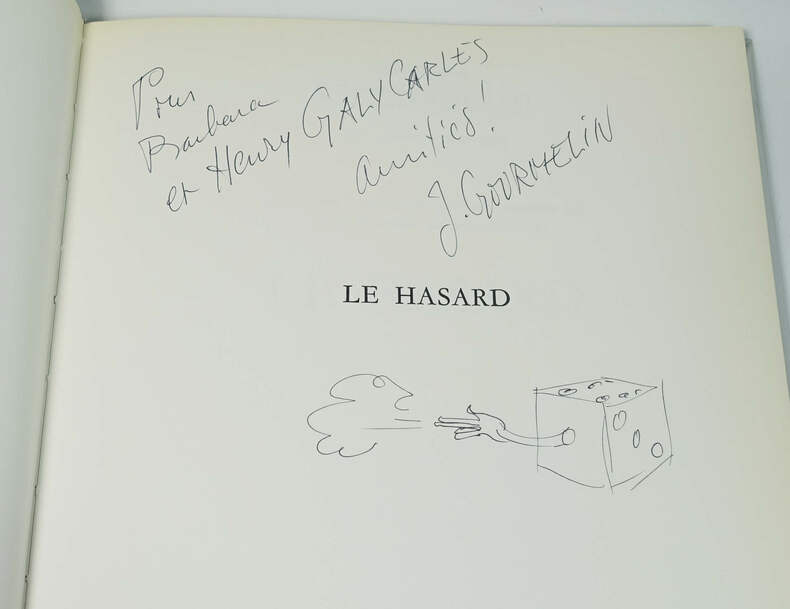 Pour
Barbara
et Henry GALY CARLES
amitiés!
J. GOURMELIN
LE HASARD